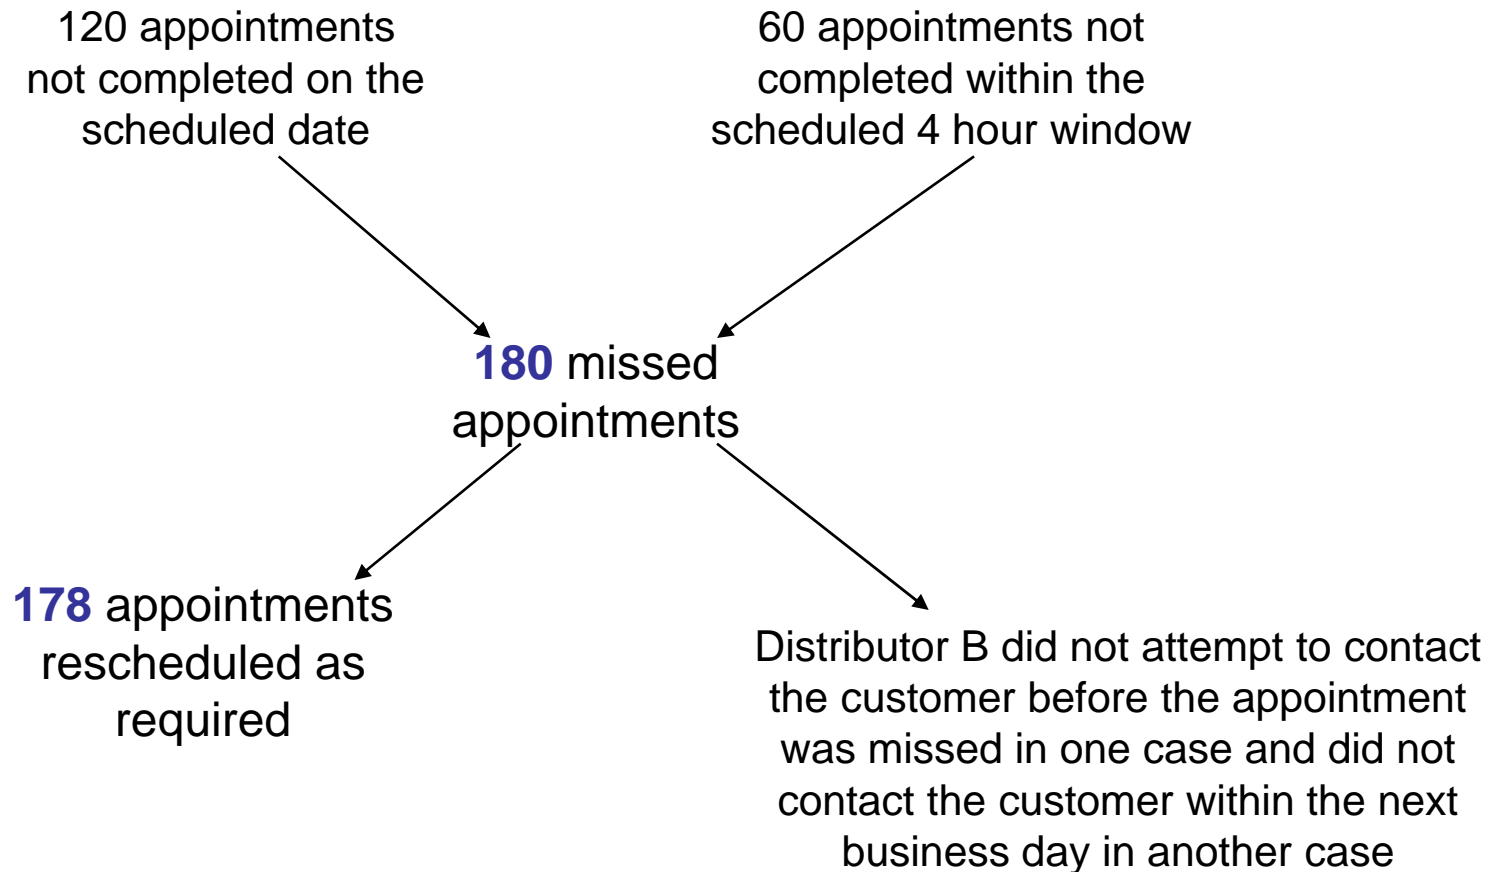 120 appointments
not completed on the
scheduled date
60 appointments not
completed within the
scheduled 4 hour window
180 missed
appointments
178 appointments
rescheduled as
required
Distributor B did not attempt to contact
the customer before the appointment
was missed in one case and did not
contact the customer within the next
business day in another case